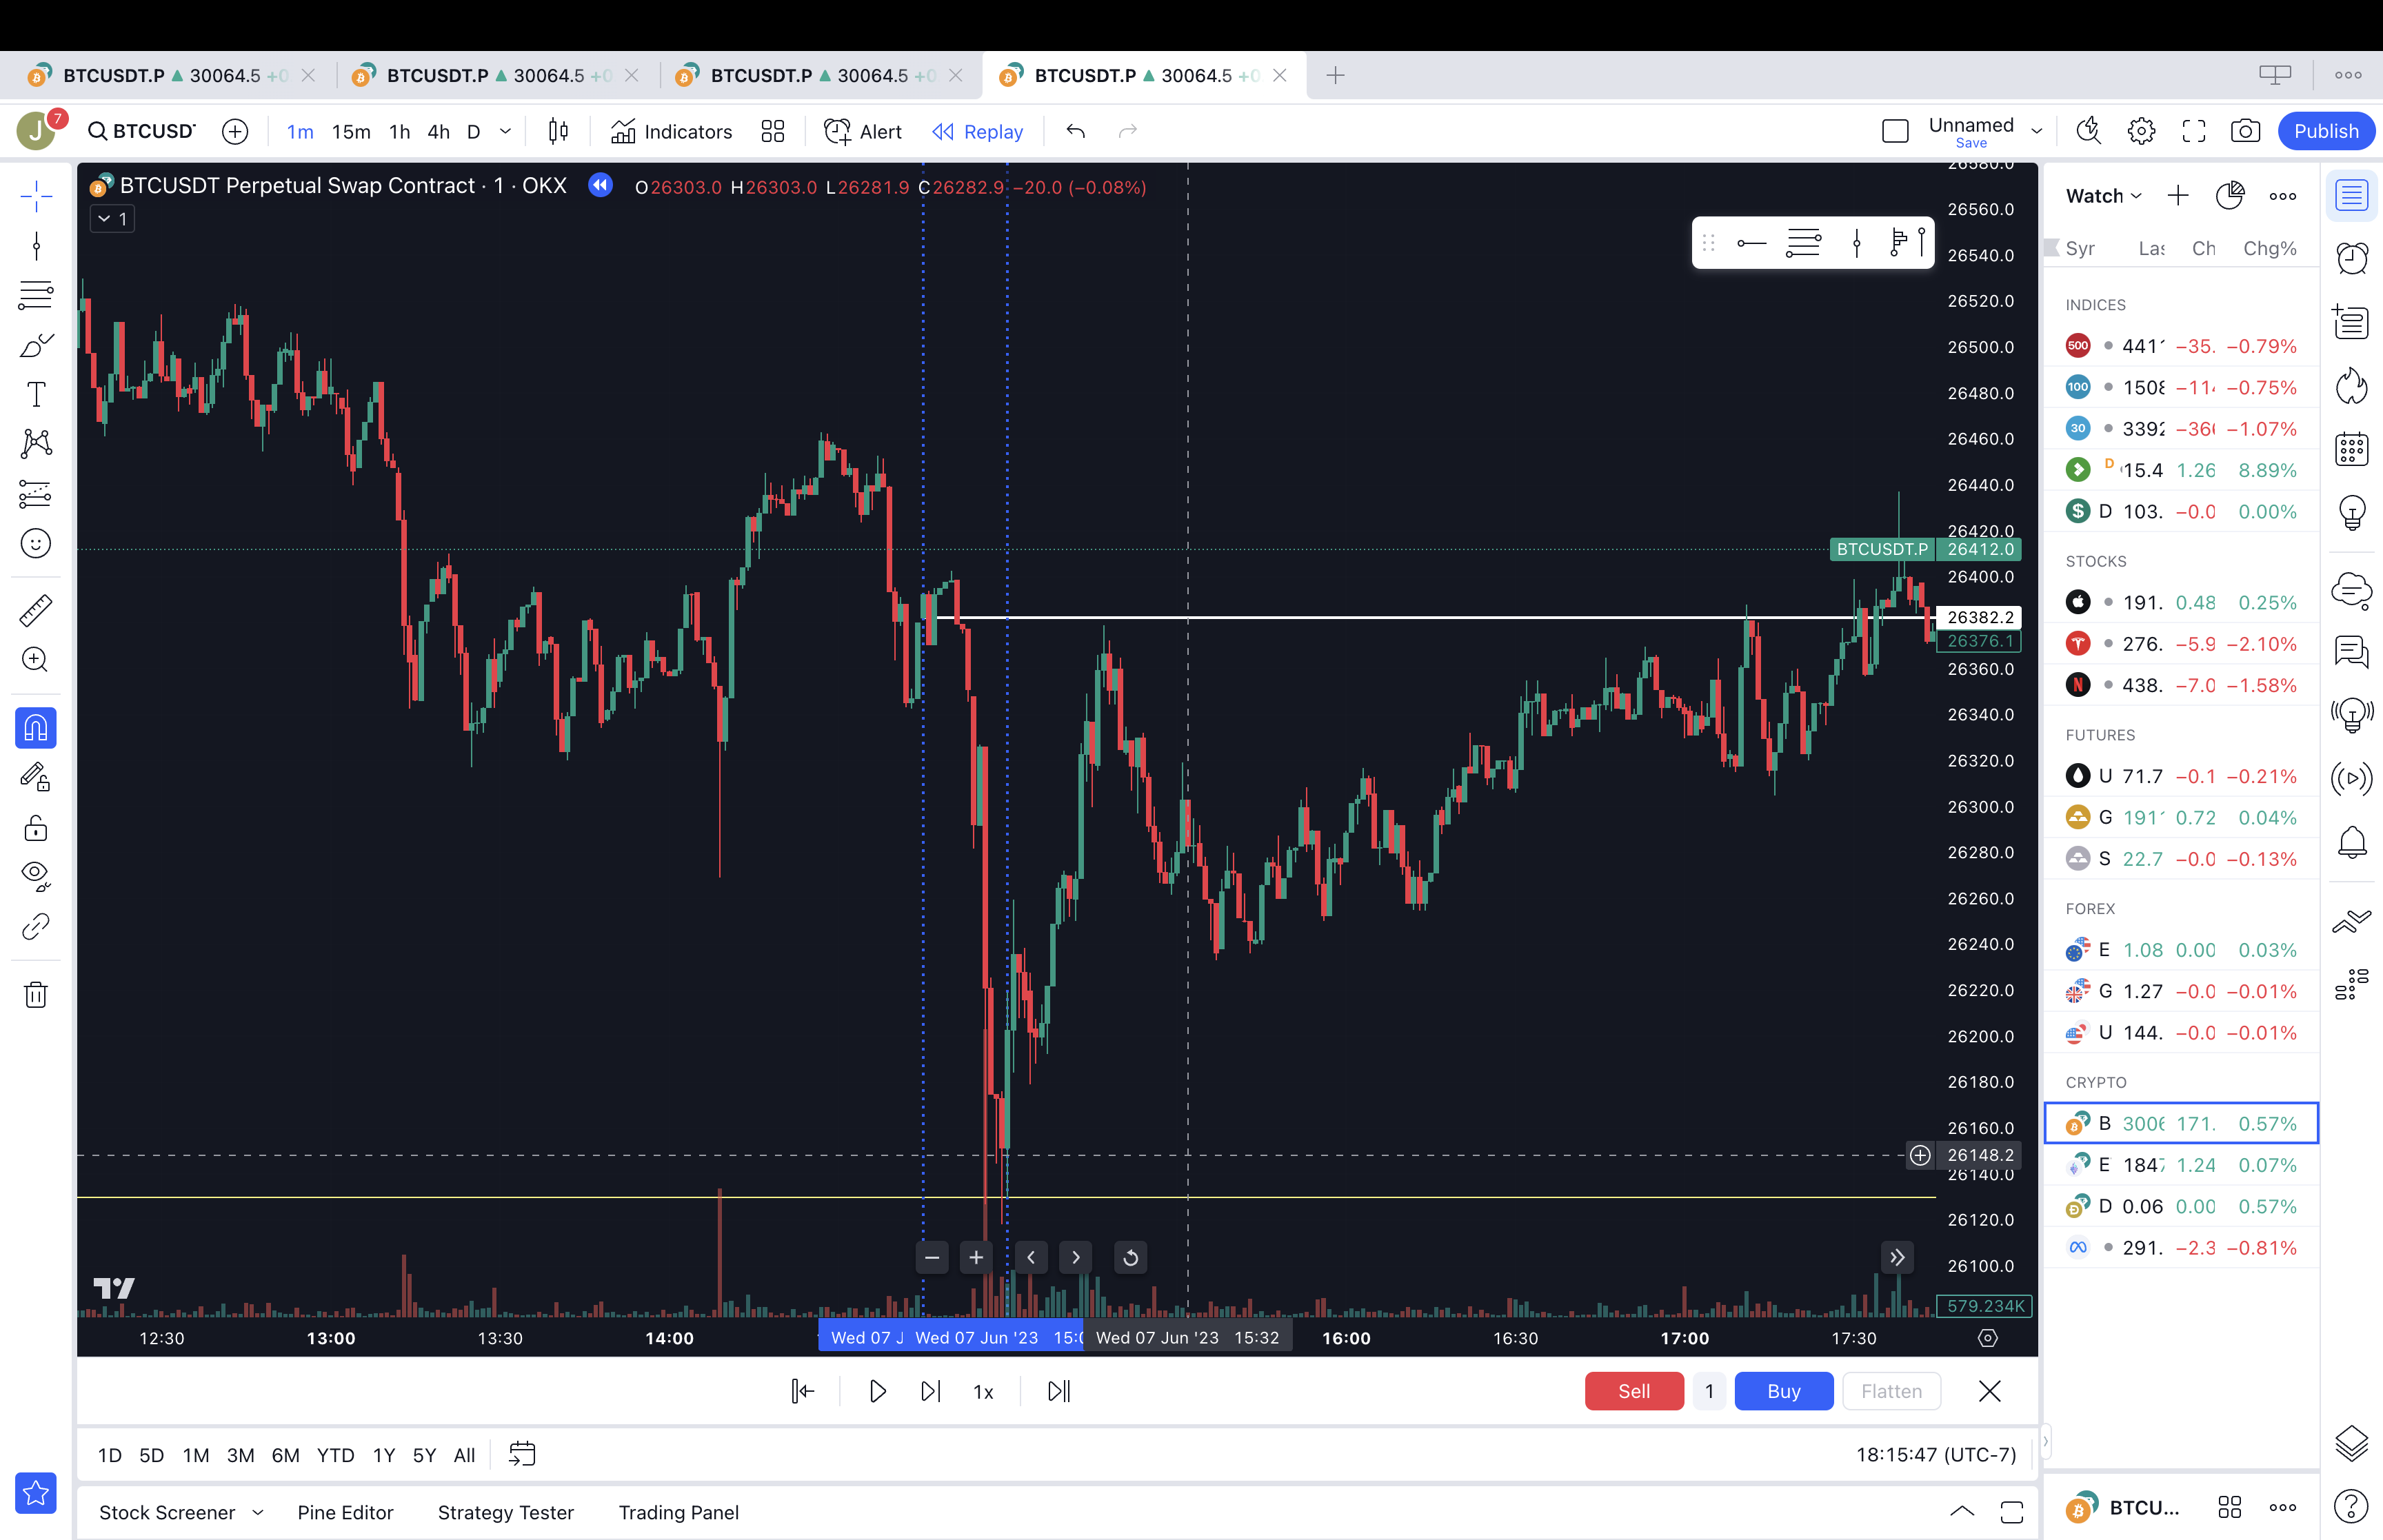 BTCUSDT.P ▲ 30064.5 +0 BTCUSDT.P ▲ 30064.5 +0 BTCUSDT.P ▲ 30064.5 +0 BTCUSDT.P ▲ 30064.5 +0
J 7 BTCUSD 1m 15m 1h 4h D Indicators Alert Replay Unnamed Save Publish
BTCUSDT Perpetual Swap Contract · 1 · OKX O26303.0 H26303.0 L26281.9 C26282.9 −20.0 (−0.08%)
1
26580.0
26560.0
26540.0
26520.0
26500.0
26480.0
26460.0
26440.0
26420.0
BTCUSDT.P 26412.0
26400.0
26382.2
26376.1
26360.0
26340.0
26320.0
26300.0
26280.0
26260.0
26240.0
26220.0
26200.0
26180.0
26160.0
26148.2
26140.0
26120.0
26100.0
579.234K
12:30 13:00 13:30 14:00 Wed 07 J Wed 07 Jun '23 15:0 Wed 07 Jun '23 15:32 16:00 16:30 17:00 17:30
1x Sell 1 Buy Flatten
1D 5D 1M 3M 6M YTD 1Y 5Y All 18:15:47 (UTC-7)
Stock Screener Pine Editor Strategy Tester Trading Panel
Watch
Syr Las Ch Chg%
INDICES
500 441 −35. −0.79%
100 1508 −11 −0.75%
30 3392 −36 −1.07%
D 15.4 1.26 8.89%
$ D 103. −0.0 0.00%
STOCKS
191. 0.48 0.25%
276. −5.9 −2.10%
N 438. −7.0 −1.58%
FUTURES
U 71.7 −0.1 −0.21%
G 191 0.72 0.04%
S 22.7 −0.0 −0.13%
FOREX
E 1.08 0.00 0.03%
G 1.27 −0.0 −0.01%
U 144. −0.0 −0.01%
CRYPTO
B 3006 171. 0.57%
E 1847 1.24 0.07%
D 0.06 0.00 0.57%
291. −2.3 −0.81%
BTCU...